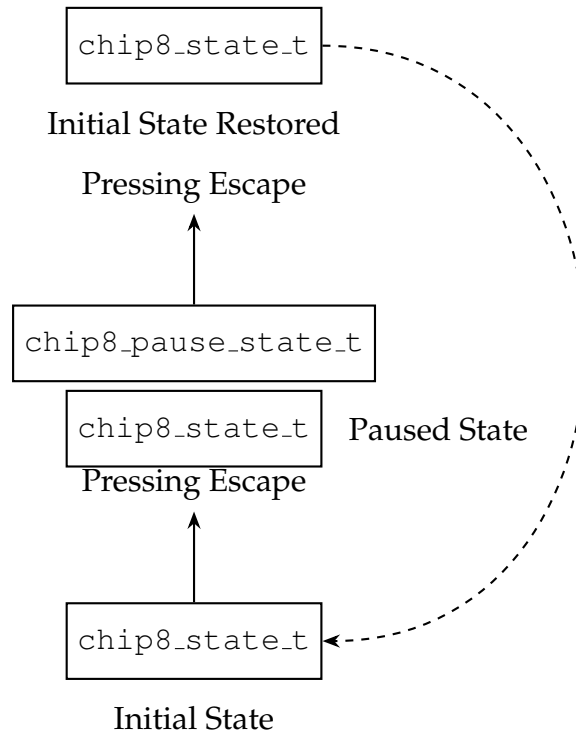 chip8_state_t
Initial State Restored
Pressing Escape
chip8_pause_state_t
chip8_state_t
Paused State
Pressing Escape
chip8_state_t
Initial State